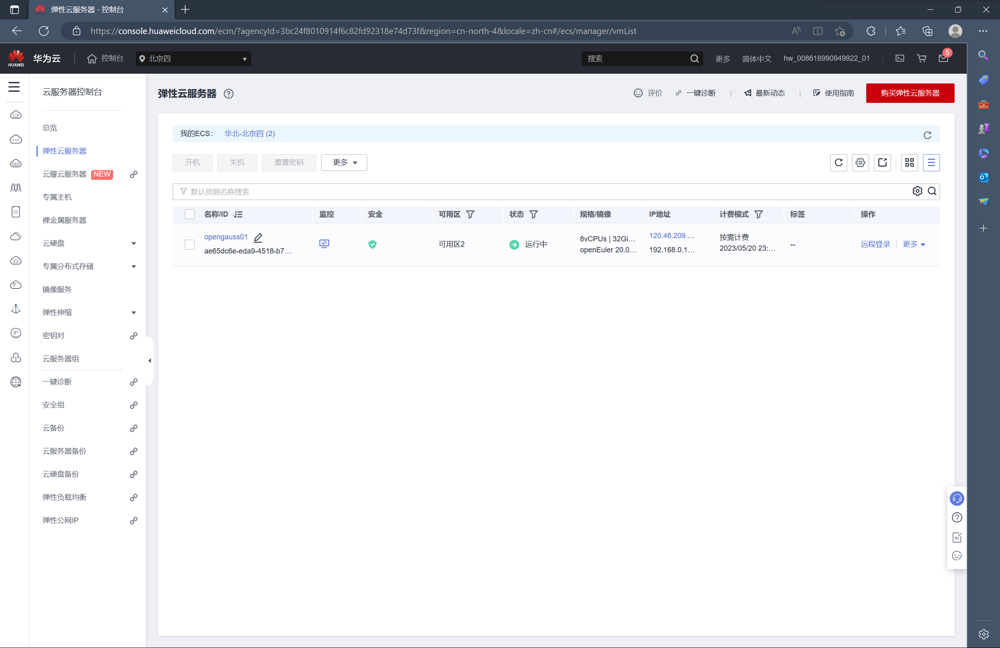 弹性云服务器 - 控制台
https://console.huaweicloud.com/ecm/?agencyId=3bc24f8010914f6c82fd92318e74d73f&region=cn-north-4&locale=zh-cn#/ecs/manager/vmList
HUAWEI
华为云
控制台
北京四
搜索
更多
简体中文
hw_008618990949922_01
5
云服务器控制台
总览
弹性云服务器
云耀云服务器 NEW
专属主机
裸金属服务器
云硬盘
专属分布式存储
镜像服务
弹性伸缩
密钥对
云服务器组
一键诊断
安全组
云备份
云服务器备份
云硬盘备份
弹性负载均衡
弹性公网IP
弹性云服务器
评价
一键诊断
最新动态
使用指南
购买弹性云服务器
我的ECS： 华北-北京四 (2)
开机 关机 重置密码 更多
默认按照名称搜索
名称/ID 监控 安全 可用区 状态 规格/镜像 IP地址 计费模式 标签 操作
opengauss01
ae65dc6e-eda9-4518-b7...
可用区2
运行中
8vCPUs | 32Gi...
openEuler 20.0...
120.46.209....
192.168.0.1...
按需计费
2023/05/20 23:...
--
远程登录 更多
IP
W